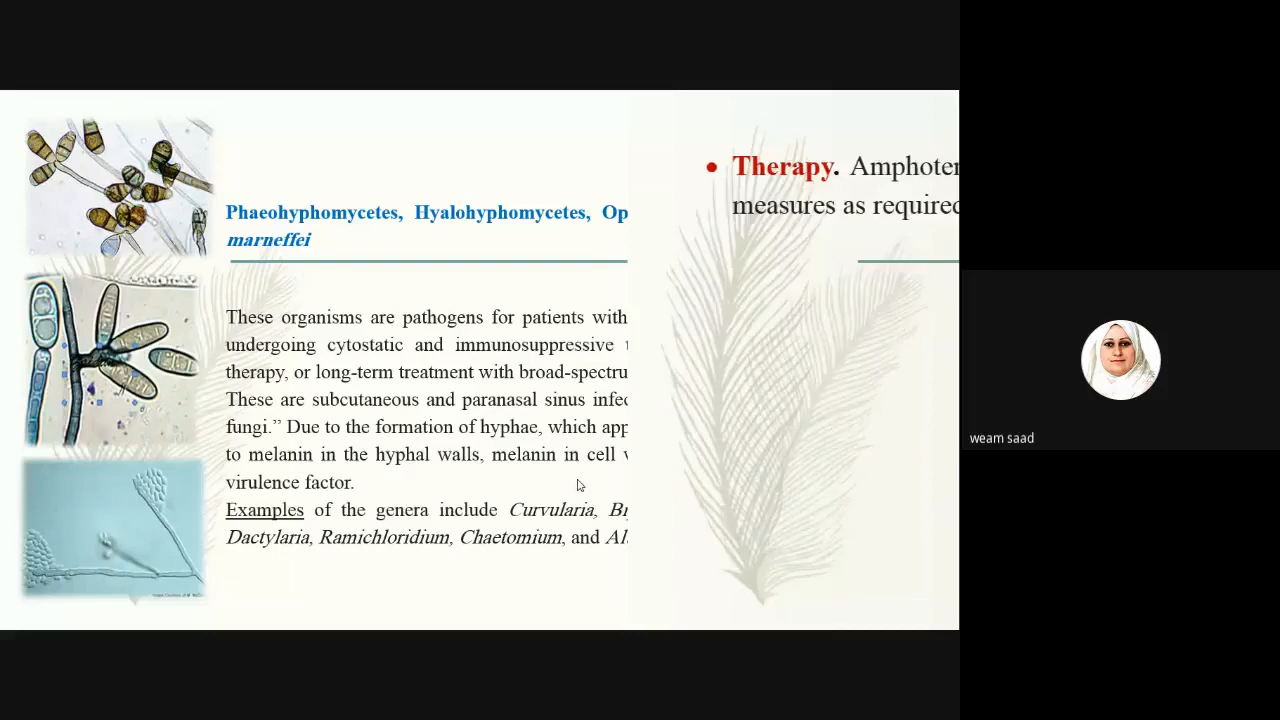 Phaeohyphomycetes, Hyalohyphomycetes, Op
marneffei
These organisms are pathogens for patients with
undergoing cytostatic and immunosuppressive
therapy, or long-term treatment with broad-spectru
These are subcutaneous and paranasal sinus infec
fungi.” Due to the formation of hyphae, which app
to melanin in the hyphal walls, melanin in cell
virulence factor.
Examples of the genera include Curvularia, Bi
Dactylaria, Ramichloridium, Chaetomium, and Al
• Therapy. Amphoter
measures as required
weam saad